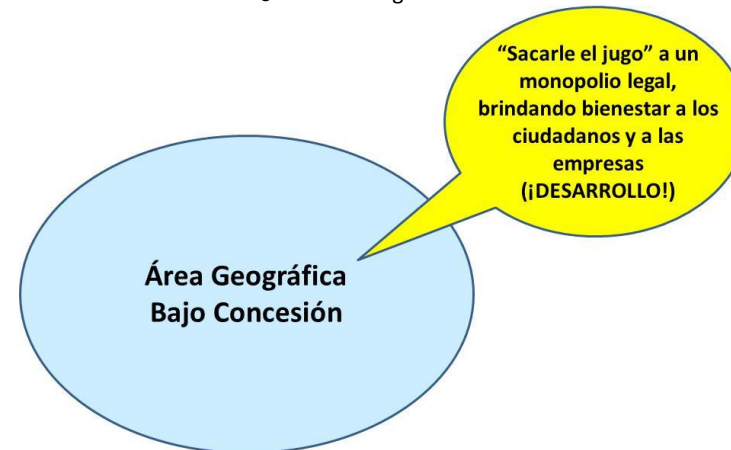 “Sacarle el jugo” a un
monopolio legal,
brindando bienestar a los
ciudadanos y a las
empresas
(¡DESARROLLO!)
Área Geográfica
Bajo Concesión